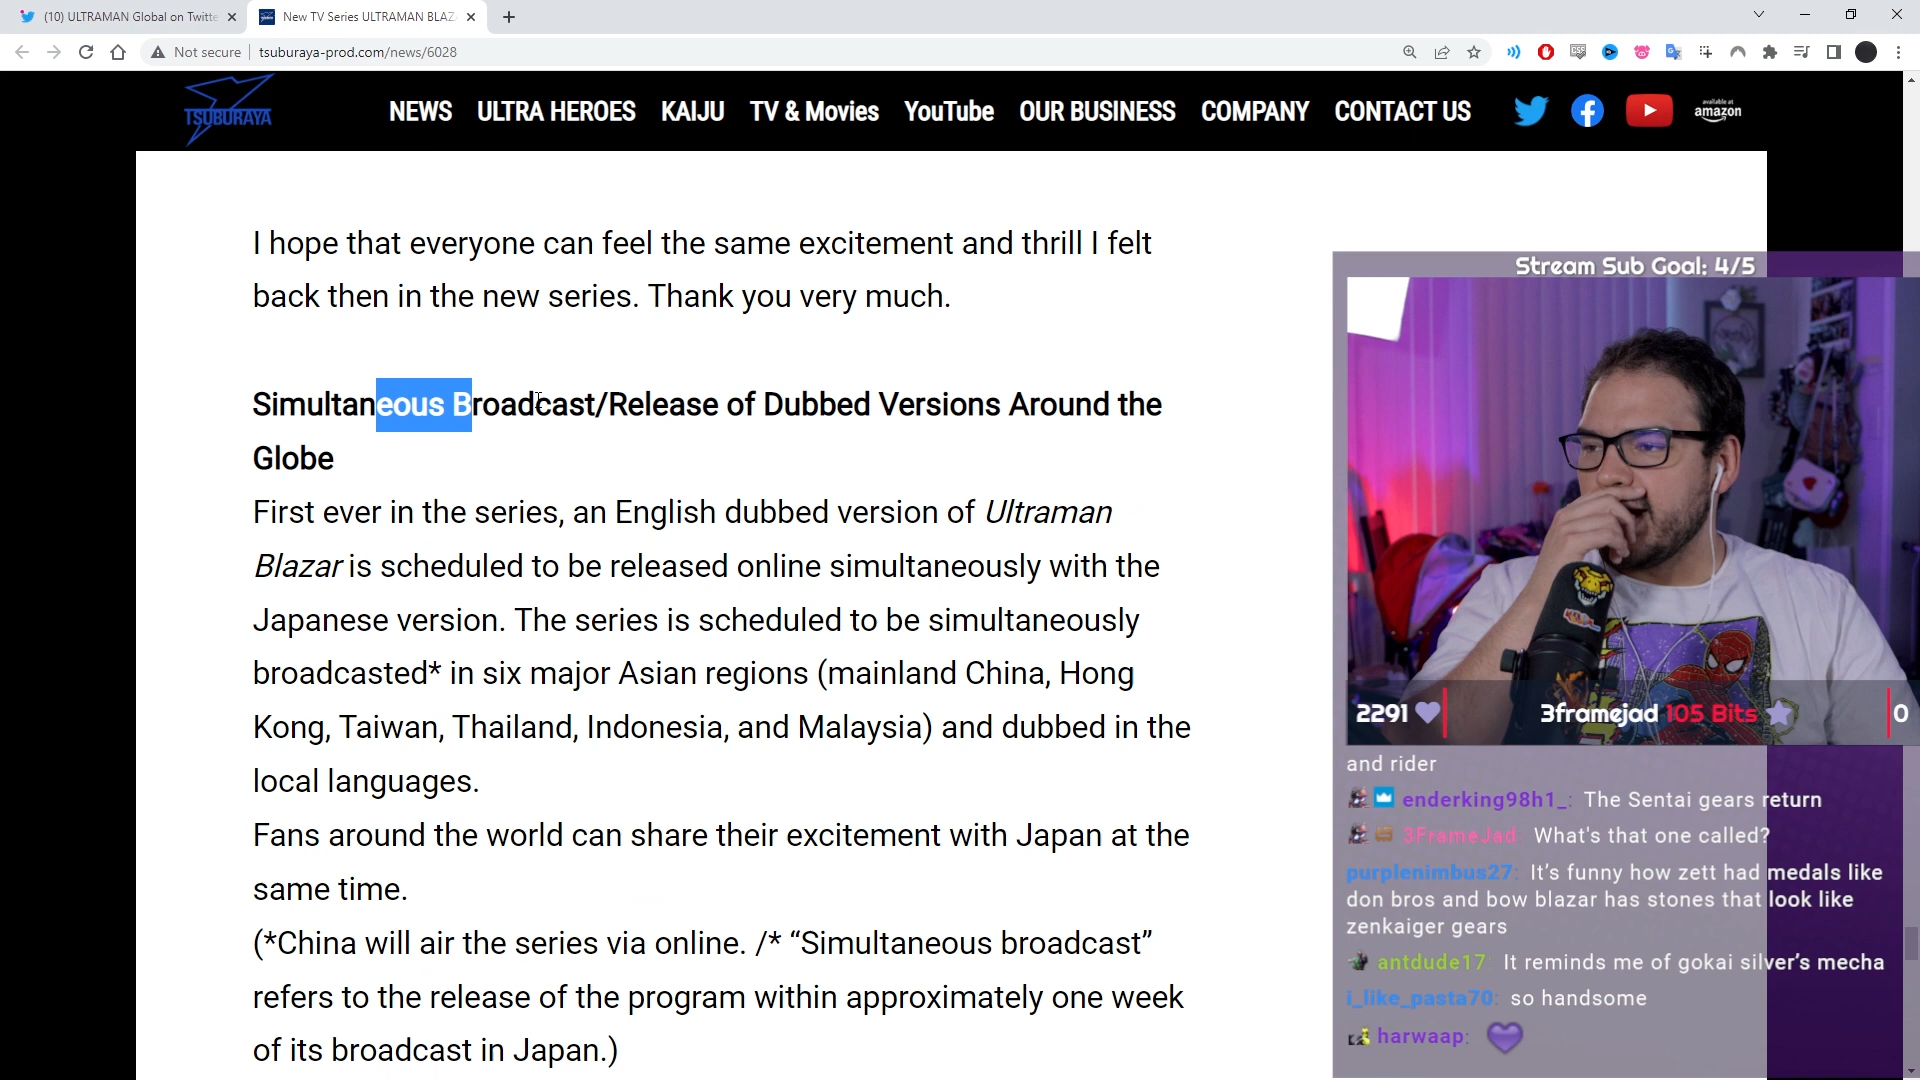 (10) ULTRAMAN Global on Twitte
New TV Series ULTRAMAN BLAZ
Not secure
tsuburaya-prod.com/news/6028
TSUBURAYA
NEWS
ULTRA HEROES
KAIJU
TV & Movies
YouTube
OUR BUSINESS
COMPANY
CONTACT US
available at
amazon
I hope that everyone can feel the same excitement and thrill I felt
back then in the new series. Thank you very much.
Simultaneous Broadcast/Release of Dubbed Versions Around the
Globe
First ever in the series, an English dubbed version of Ultraman
Blazar is scheduled to be released online simultaneously with the
Japanese version. The series is scheduled to be simultaneously
broadcasted* in six major Asian regions (mainland China, Hong
Kong, Taiwan, Thailand, Indonesia, and Malaysia) and dubbed in the
local languages.
Fans around the world can share their excitement with Japan at the
same time.
(*China will air the series via online. /* “Simultaneous broadcast”
refers to the release of the program within approximately one week
of its broadcast in Japan.)
Stream Sub Goal: 4/5
2291
3framejad 105 Bits
0
and rider
enderking98h1_: The Sentai gears return
3FrameJad: What's that one called?
purplenimbus27: It’s funny how zett had medals like
don bros and bow blazar has stones that look like
zenkaiger gears
antdude17 It reminds me of gokai silver’s mecha
i_like_pasta70: so handsome
harwaap: